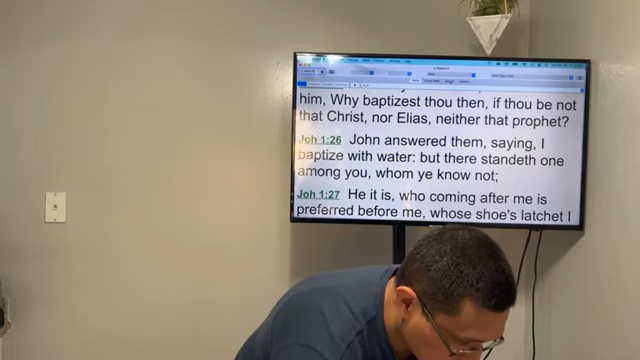 him, Why baptizest thou then, if thou be not
that Christ, nor Elias, neither that prophet?
Joh 1:26 John answered them, saying, I
baptize with water: but there standeth one
among you, whom ye know not;
Joh 1:27 He it is, who coming after me is
preferred before me, whose shoe's latchet I